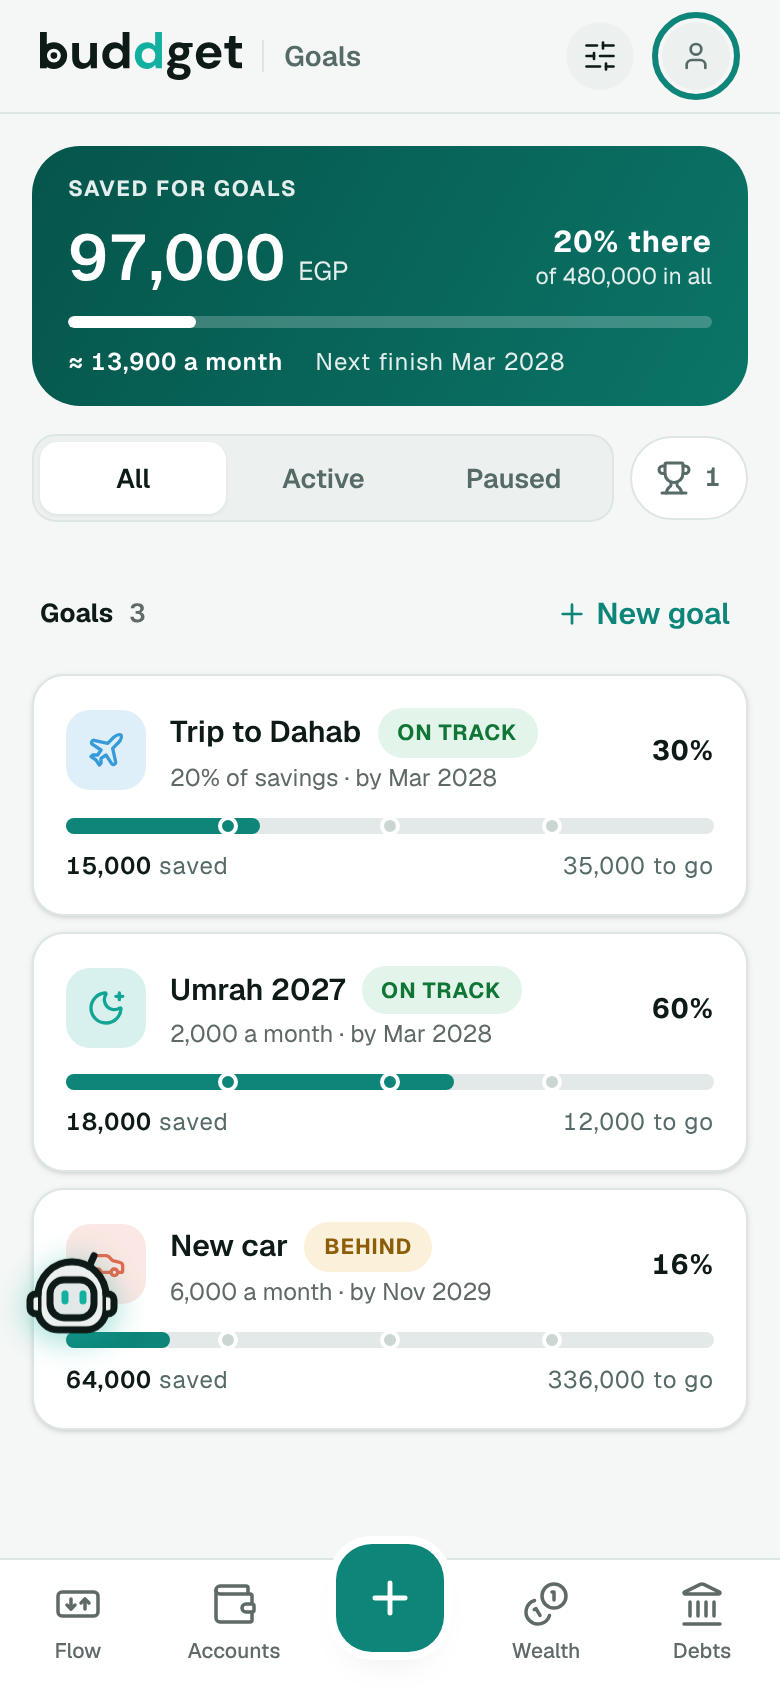 buddget Goals
SAVED FOR GOALS
97,000 EGP
20% there
of 480,000 in all
≈ 13,900 a month Next finish Mar 2028
All Active Paused 1
Goals 3 + New goal
Trip to Dahab ON TRACK 30%
20% of savings · by Mar 2028
15,000 saved 35,000 to go
Umrah 2027 ON TRACK 60%
2,000 a month · by Mar 2028
18,000 saved 12,000 to go
New car BEHIND 16%
6,000 a month · by Nov 2029
64,000 saved 336,000 to go
Flow Accounts Wealth Debts